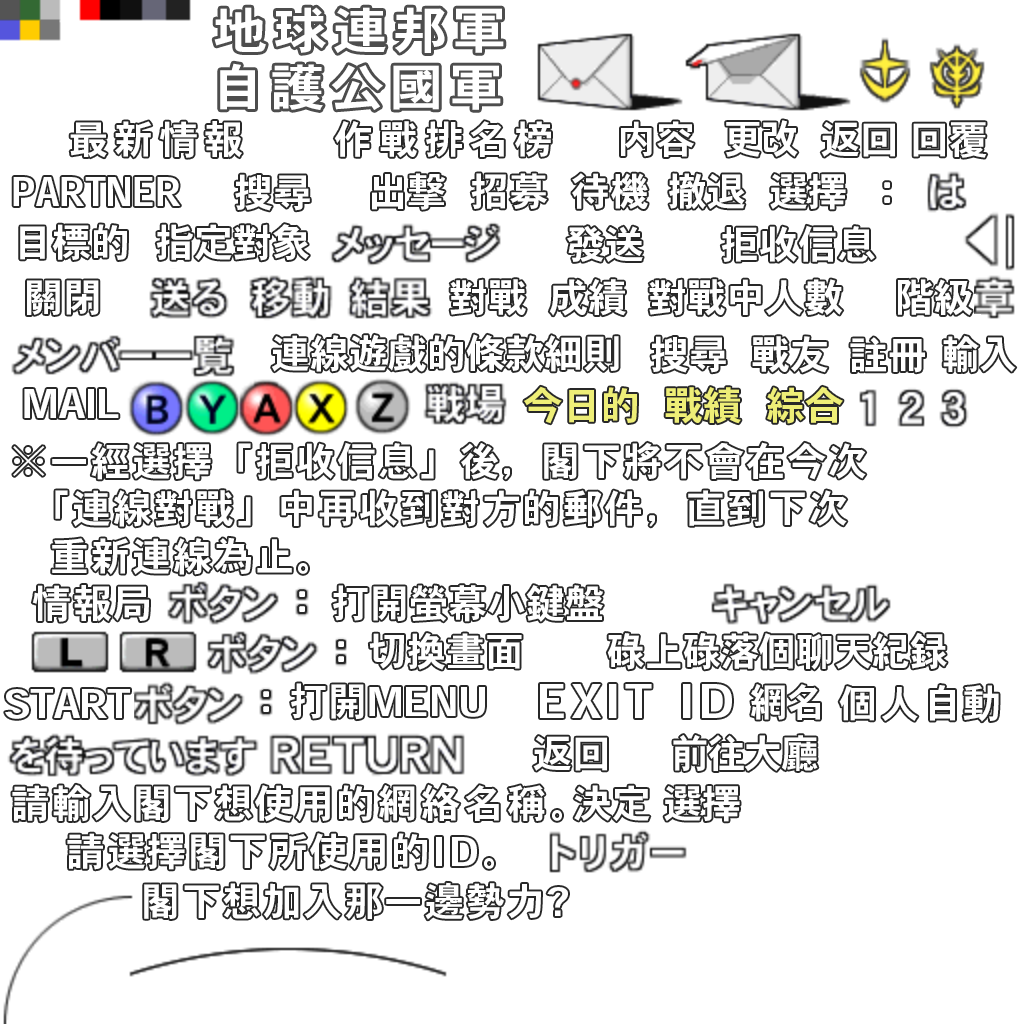 地球連邦軍
自護公國軍
最新情報 作戰排名榜 内容 更改 返回 回覆
PARTNER 搜尋 出擊 招募 待機 撤退 選擇 : は
目標的 指定對象 メッセージ 發送 拒收信息
關閉 送る 移動 結果 對戰 成績 對戰中人數 階級章
メンバー一覧 連線遊戲的條款細則 搜尋 戰友 註冊 輸入
MAIL B Y A X Z 戦場 今日的 戰績 綜合 1 2 3
※一經選擇「拒收信息」後，閣下將不會在今次
「連線對戰」中再收到對方的郵件，直到下次
重新連線為止。
情報局 ボタン : 打開螢幕小鍵盤 キャンセル
L R ボタン : 切換畫面 碌上碌落個聊天紀録
STARTボタン : 打開MENU EXIT ID 網名 個人自動
を待っています RETURN 返回 前往大廳
請輸入閣下想使用的網絡名稱。決定 選擇
請選擇閣下所使用的ID。 トリガー
閣下想加入那一邊勢力?